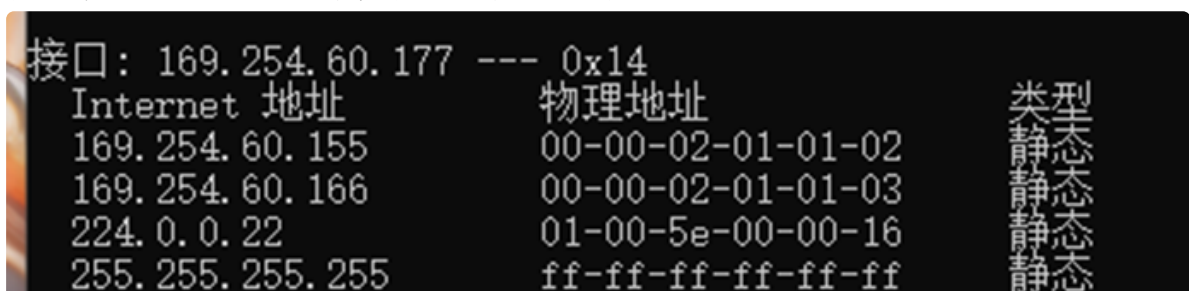 接口: 169.254.60.177 --- 0x14
Internet 地址 物理地址 类型
169.254.60.155 00-00-02-01-01-02 静态
169.254.60.166 00-00-02-01-01-03 静态
224.0.0.22 01-00-5e-00-00-16 静态
255.255.255.255 ff-ff-ff-ff-ff-ff 静态